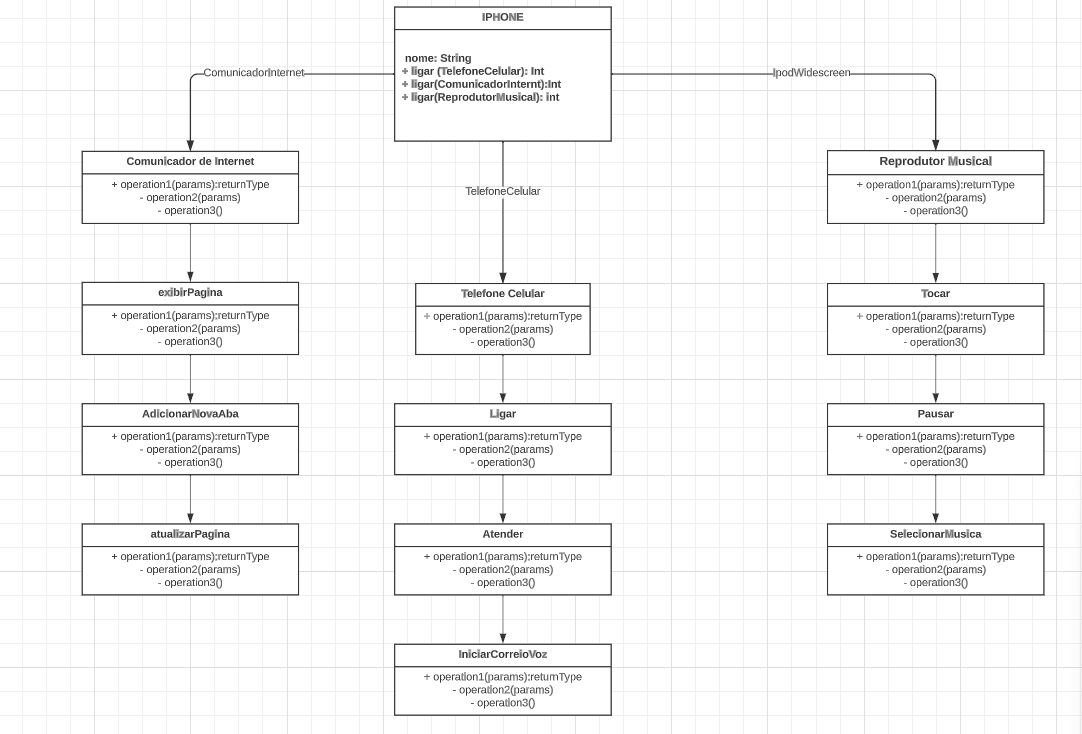 IPHONE
nome: String
+ ligar (TelefoneCelular): Int
+ ligar(ComunicadorInternt):Int
+ ligar(ReprodutorMusical): int
ComunicadorInternet
IpodWidescreen
TelefoneCelular
Comunicador de Internet
+ operation1(params):returnType
- operation2(params)
- operation3()
Reprodutor Musical
+ operation1(params):returnType
- operation2(params)
- operation3()
exibirPagina
+ operation1(params):returnType
- operation2(params)
- operation3()
Telefone Celular
+ operation1(params):returnType
- operation2(params)
- operation3()
Tocar
+ operation1(params):returnType
- operation2(params)
- operation3()
AdicionarNovaAba
+ operation1(params):returnType
- operation2(params)
- operation3()
Ligar
+ operation1(params):returnType
- operation2(params)
- operation3()
Pausar
+ operation1(params):returnType
- operation2(params)
- operation3()
atualizarPagina
+ operation1(params):returnType
- operation2(params)
- operation3()
Atender
+ operation1(params):returnType
- operation2(params)
- operation3()
SelecionarMusica
+ operation1(params):returnType
- operation2(params)
- operation3()
IniciarCorreioVoz
+ operation1(params):returnType
- operation2(params)
- operation3()